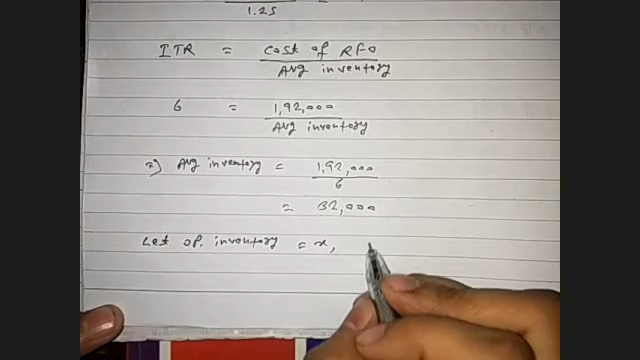 1.25
ITR = Cost of RFO
Avg inventory
6 = 1,92,000
Avg inventory
=> Avg inventory = 1,92,000
6
= 32,000
Let op. inventory = x,